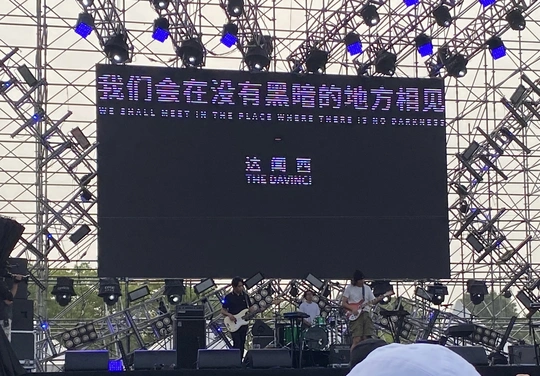 我们会在没有黑暗的地方相见
WE SHALL MEET IN THE PLACE WHERE THERE IS NO DARKNESS
达闻西
THE DAVINCI